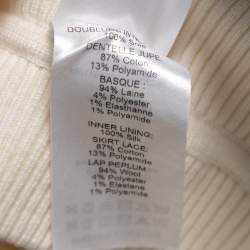 DOUBLURE
100% Soie
DENTELLE JUPE:
87% Coton
13% Polyamide
BASQUE:
94% Laine
4% Polyester
1% Elasthanne
1% Polyamide
INNER LINING:
100% Silk
SKIRT LACE:
87% Cotton
13% Polyamide
LAP PEPLUM:
94% Wool
4% Polyester
1% Elastane
1% Polyamide